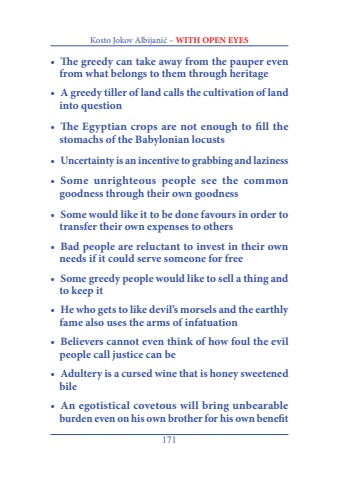 Kosto Jokov Albijanić – WITH OPEN EYES
• The greedy can take away from the pauper even
from what belongs to them through heritage
• A greedy tiller of land calls the cultivation of land
into question
• The Egyptian crops are not enough to fill the
stomachs of the Babylonian locusts
• Uncertainty is an incentive to grabbing and laziness
• Some unrighteous people see the common
goodness through their own goodness
• Some would like it to be done favours in order to
transfer their own expenses to others
• Bad people are reluctant to invest in their own
needs if it could serve someone for free
• Some greedy people would like to sell a thing and
to keep it
• He who gets to like devil's morsels and the earthly
fame also uses the arms of infatuation
• Believers cannot even think of how foul the evil
people call justice can be
• Adultery is a cursed wine that is honey sweetened
bile
• An egotistical covetous will bring unbearable
burden even on his own brother for his own benefit
171